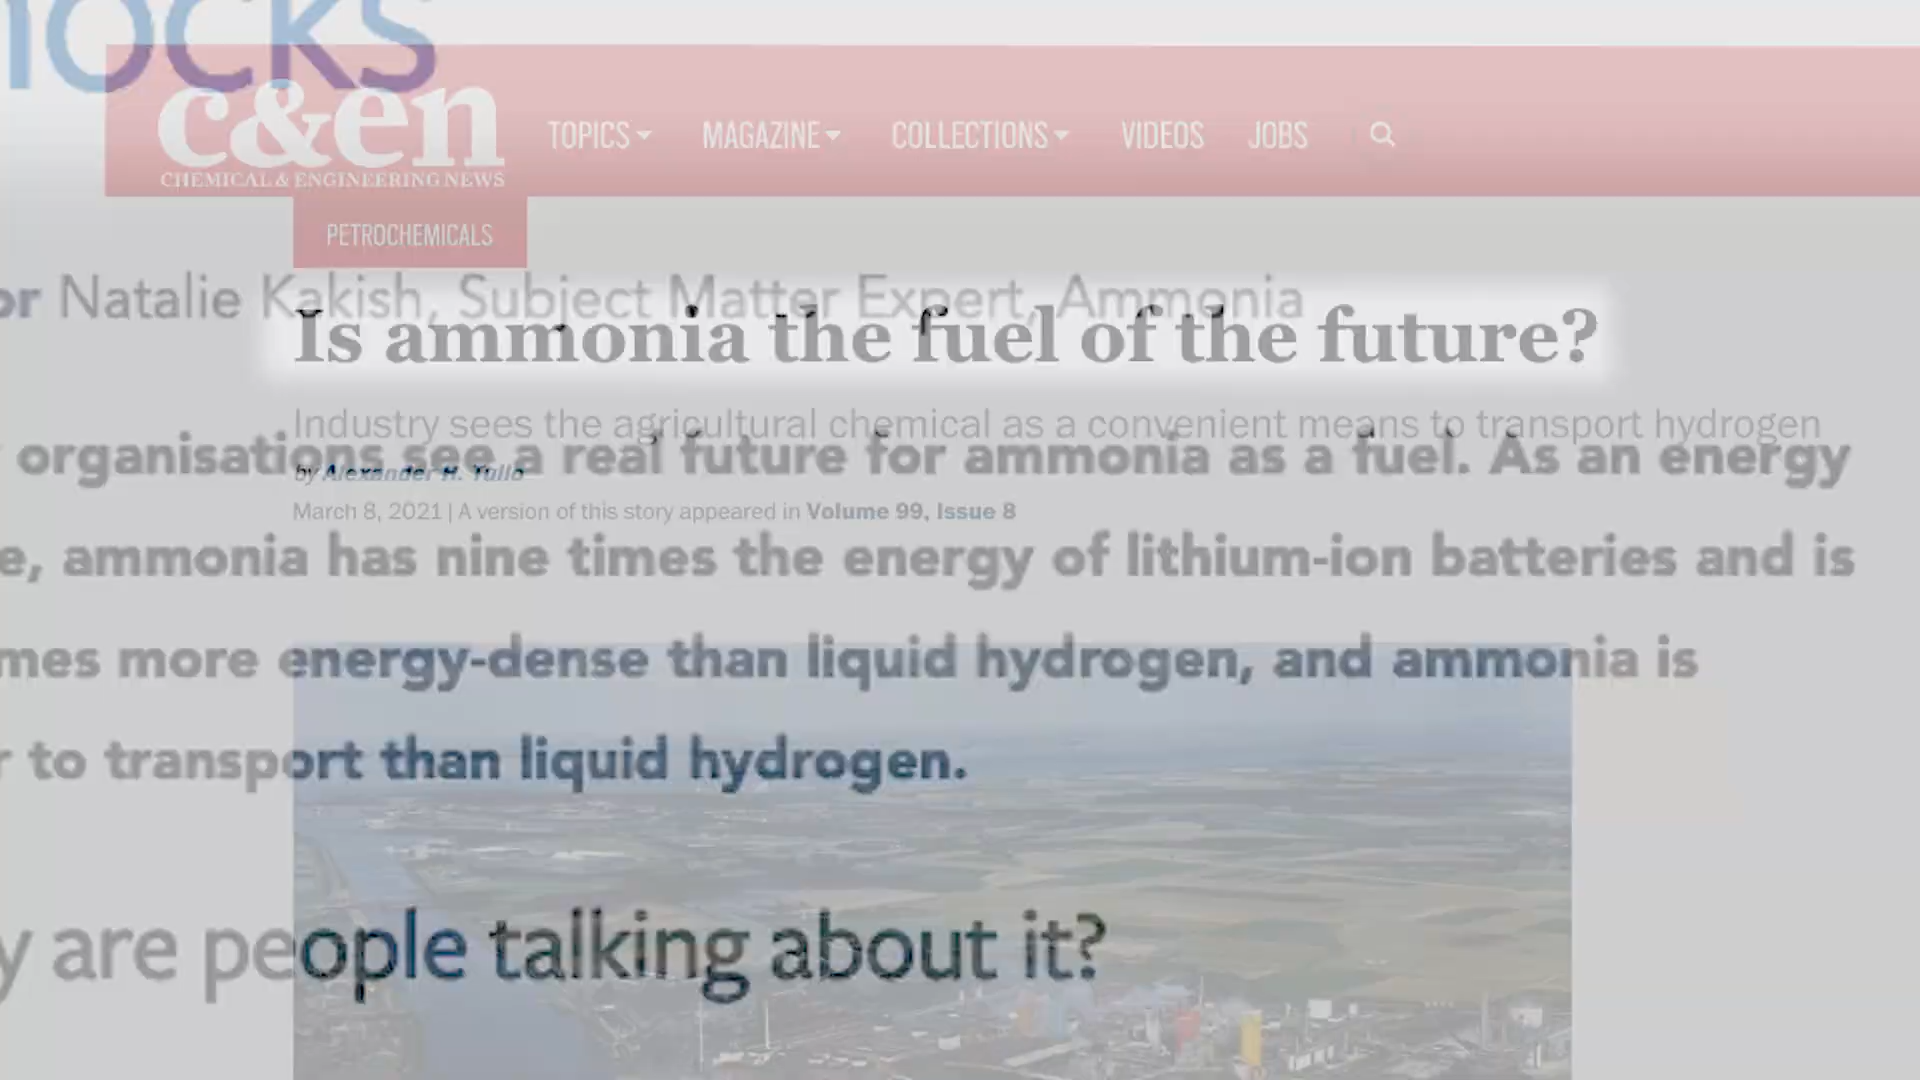 OCKS
c&en
CHEMICAL & ENGINEERING NEWS
TOPICS MAGAZINE COLLECTIONS VIDEOS JOBS
PETROCHEMICALS
or Natalie Kakish, Subject Matter Expert, Ammonia
Is ammonia the fuel of the future?
Industry sees the agricultural chemical as a convenient means to transport hydrogen
organisations see a real future for ammonia as a fuel. As an energy
by Alexander H. Tullo
March 8, 2021 | A version of this story appeared in Volume 99, Issue 8
e, ammonia has nine times the energy of lithium-ion batteries and is
mes more energy-dense than liquid hydrogen, and ammonia is
r to transport than liquid hydrogen.
y are people talking about it?